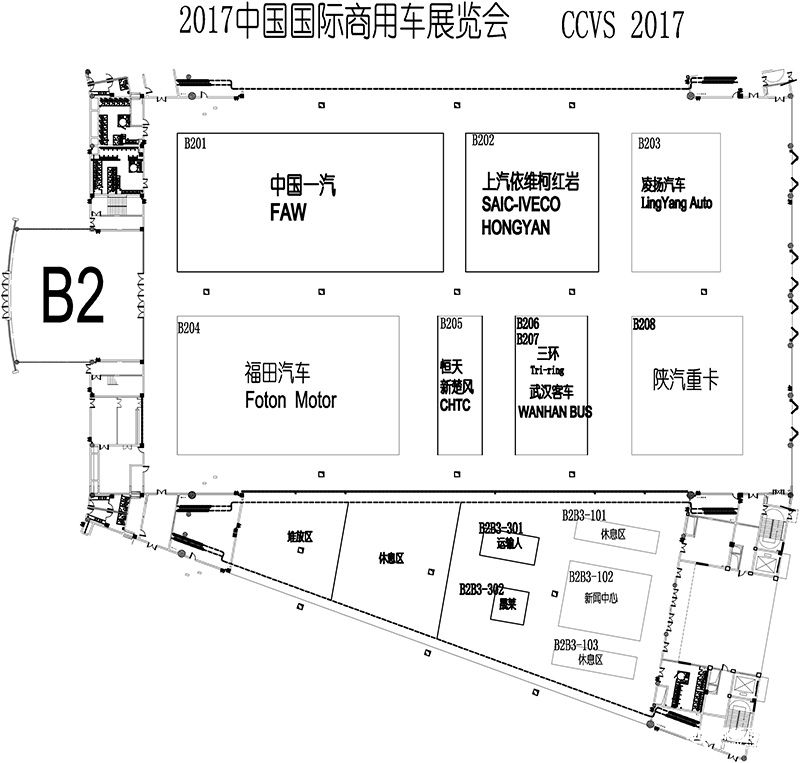 2017中国国际商用车展览会 CCVS 2017
B201
中国一汽
FAW
B202
上汽依维柯红岩
SAIC-IVECO
HONGYAN
B203
凌扬汽车
LingYang Auto
B2
B204
福田汽车
Foton Motor
B205
恒天
新楚风
CHTC
B206
B207
三环
Tri-ring
武汉客车
WANHAN BUS
B208
陕汽重卡
堆放区
休息区
B2B3-301
运输人
B2B3-302
B2B3-101
休息区
B2B3-102
新闻中心
B2B3-103
休息区